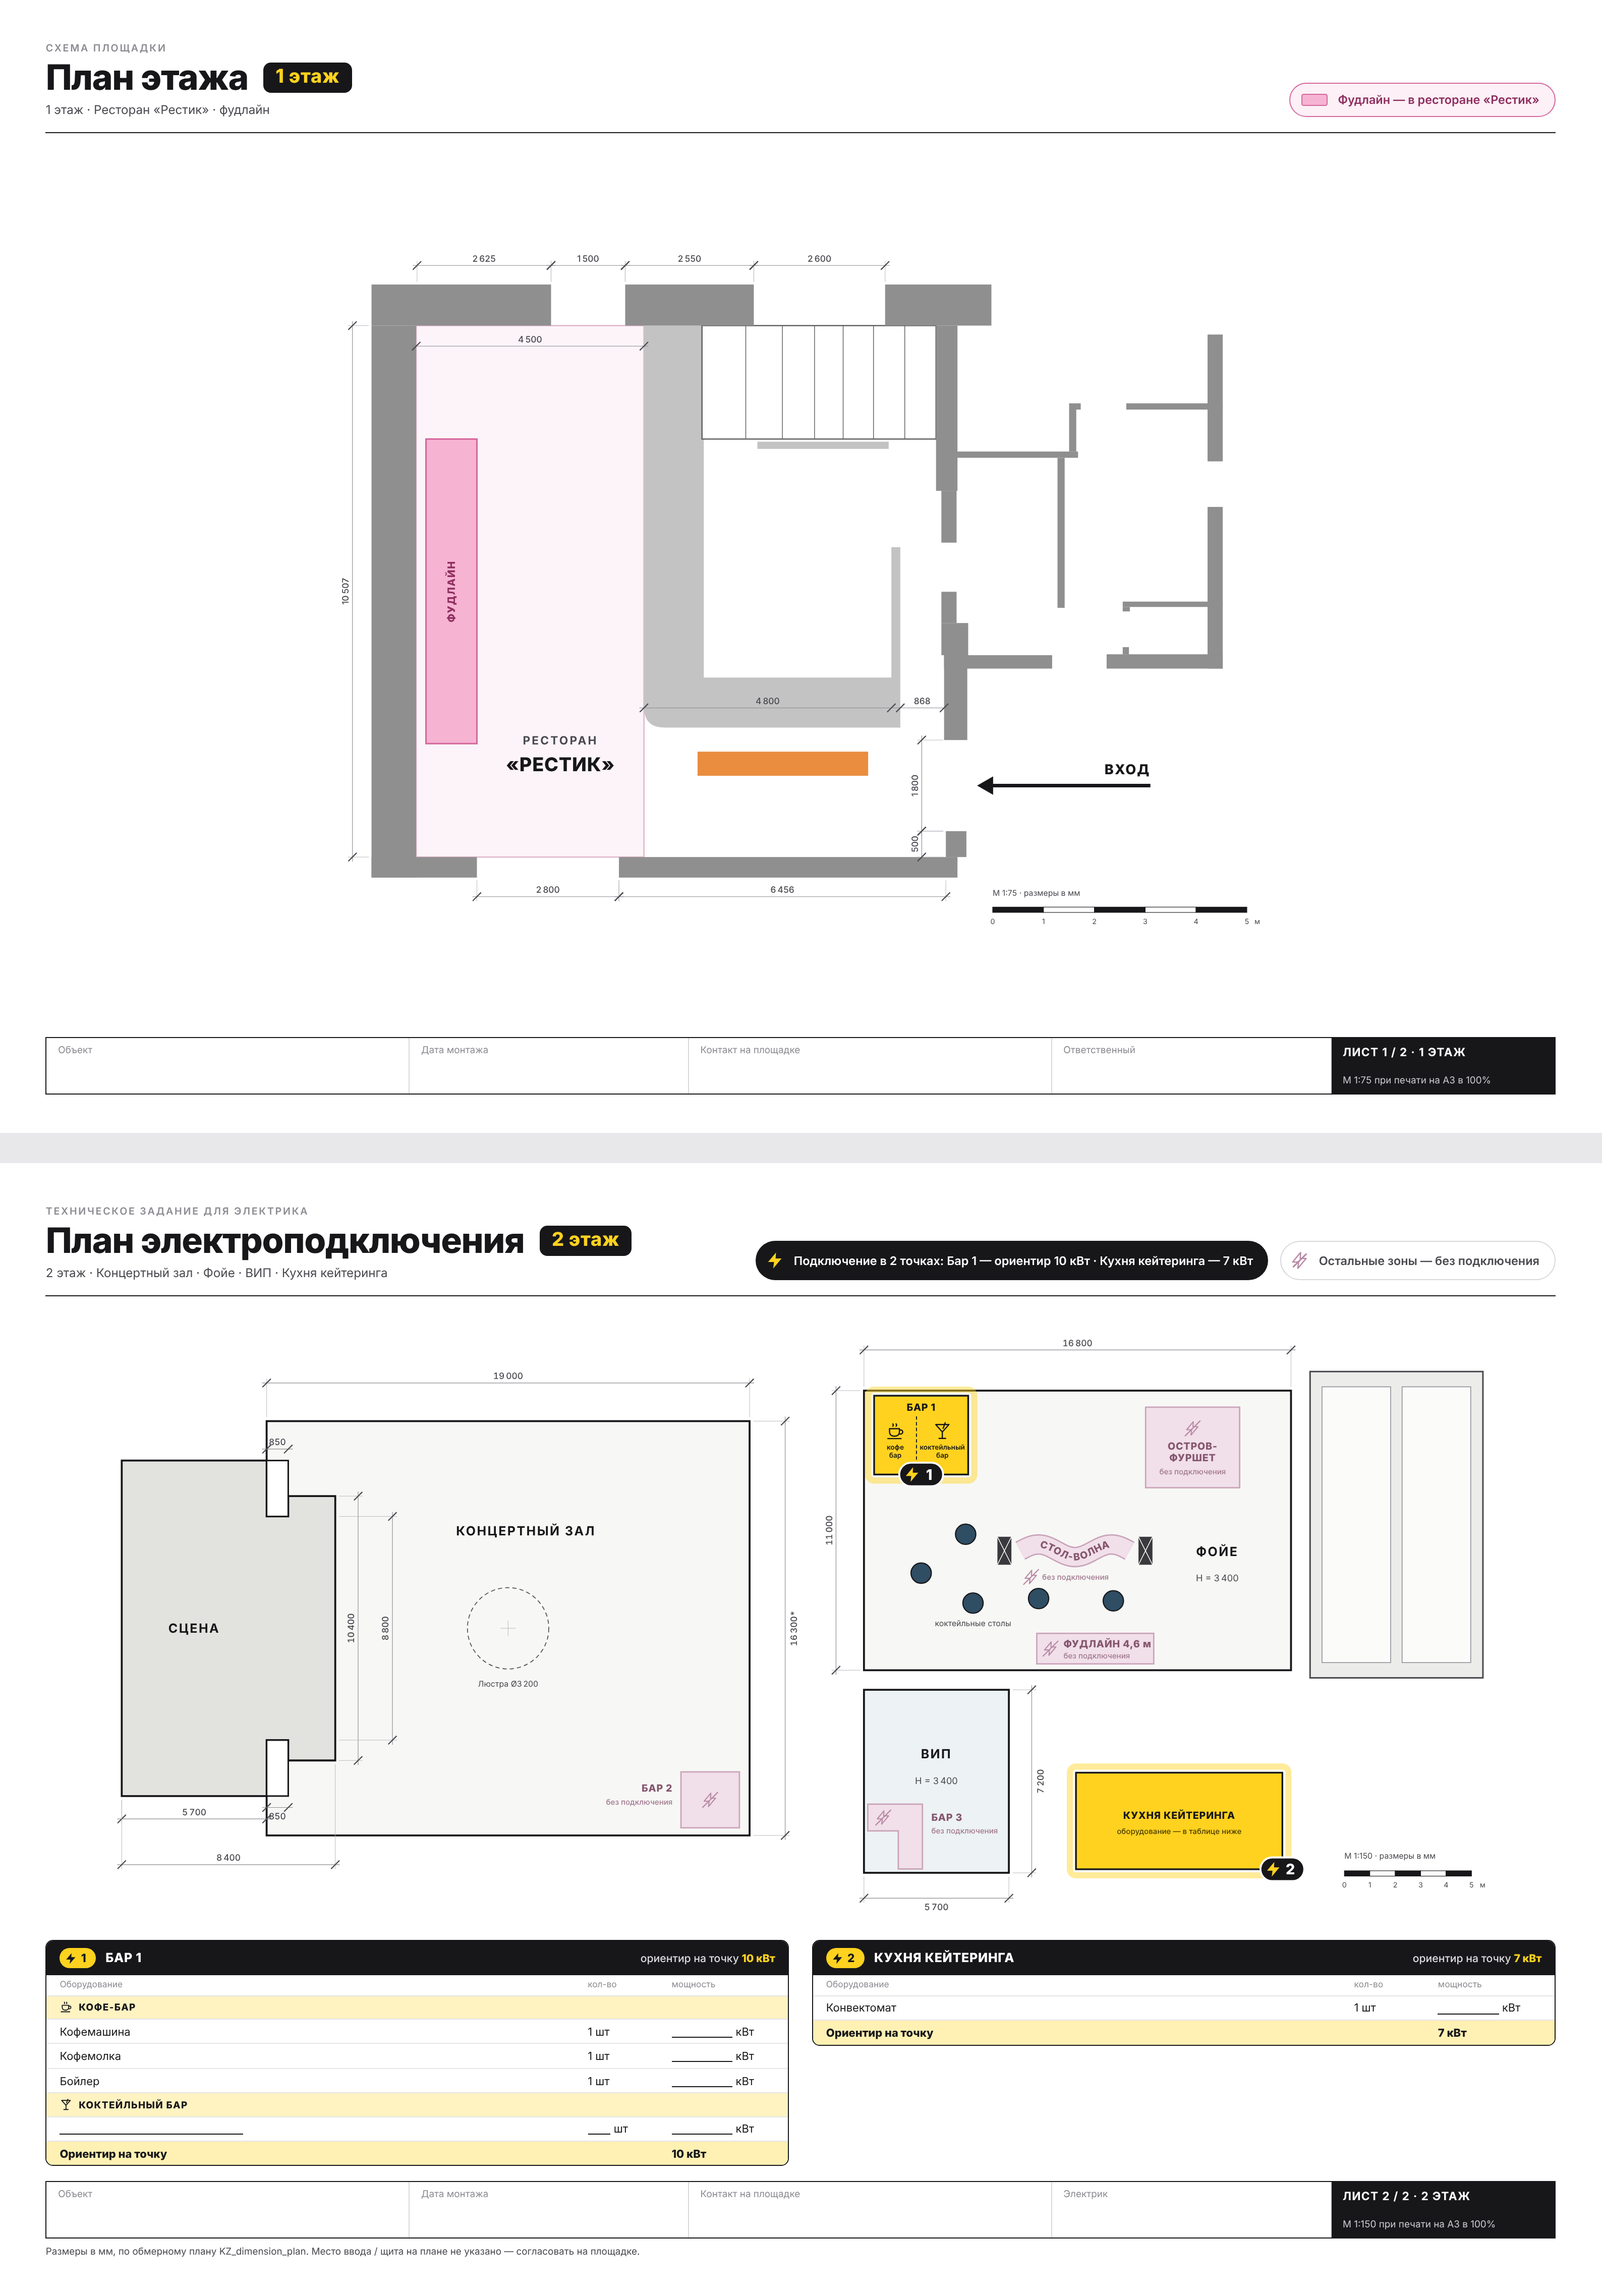 СХЕМА ПЛОЩАДКИ
План этажа
1 этаж
1 этаж · Ресторан «Рестик» · фудлайн
Фудлайн — в ресторане «Рестик»
2 625
1 500
2 550
2 600
4 500
10 507
ФУДЛАЙН
РЕСТОРАН
«РЕСТИК»
4 800
868
1 800
500
ВХОД
2 800
6 456
М 1:75 · размеры в мм
0 1 2 3 4 5 м
Объект
Дата монтажа
Контакт на площадке
Ответственный
ЛИСТ 1 / 2 · 1 ЭТАЖ
М 1:75 при печати на А3 в 100%
ТЕХНИЧЕСКОЕ ЗАДАНИЕ ДЛЯ ЭЛЕКТРИКА
План электроподключения
2 этаж
2 этаж · Концертный зал · Фойе · ВИП · Кухня кейтеринга
Подключение в 2 точках: Бар 1 — ориентир 10 кВт · Кухня кейтеринга — 7 кВт
Остальные зоны — без подключения
19 000
850
СЦЕНА
10 400
8 800
КОНЦЕРТНЫЙ ЗАЛ
Люстра Ø3 200
16 300*
БАР 2
без подключения
5 700
850
8 400
16 800
11 000
БАР 1
кофе
бар
коктейльный
бар
1
ОСТРОВ-
ФУРШЕТ
без подключения
СТОЛ-ВОЛНА
без подключения
ФОЙЕ
H = 3 400
коктейльные столы
ФУДЛАЙН 4,6 м
без подключения
ВИП
H = 3 400
7 200
БАР 3
без подключения
5 700
КУХНЯ КЕЙТЕРИНГА
оборудование — в таблице ниже
2
М 1:150 · размеры в мм
0 1 2 3 4 5 м
1 БАР 1 ориентир на точку 10 кВт
Оборудование кол-во мощность
КОФЕ-БАР
Кофемашина 1 шт ________ кВт
Кофемолка 1 шт ________ кВт
Бойлер 1 шт ________ кВт
КОКТЕЙЛЬНЫЙ БАР
________ ___ шт ________ кВт
Ориентир на точку 10 кВт
2 КУХНЯ КЕЙТЕРИНГА ориентир на точку 7 кВт
Оборудование кол-во мощность
Конвектомат 1 шт ________ кВт
Ориентир на точку 7 кВт
Объект
Дата монтажа
Контакт на площадке
Электрик
ЛИСТ 2 / 2 · 2 ЭТАЖ
М 1:150 при печати на А3 в 100%
Размеры в мм, по обмерному плану KZ_dimension_plan. Место ввода / щита на плане не указано — согласовать на площадке.